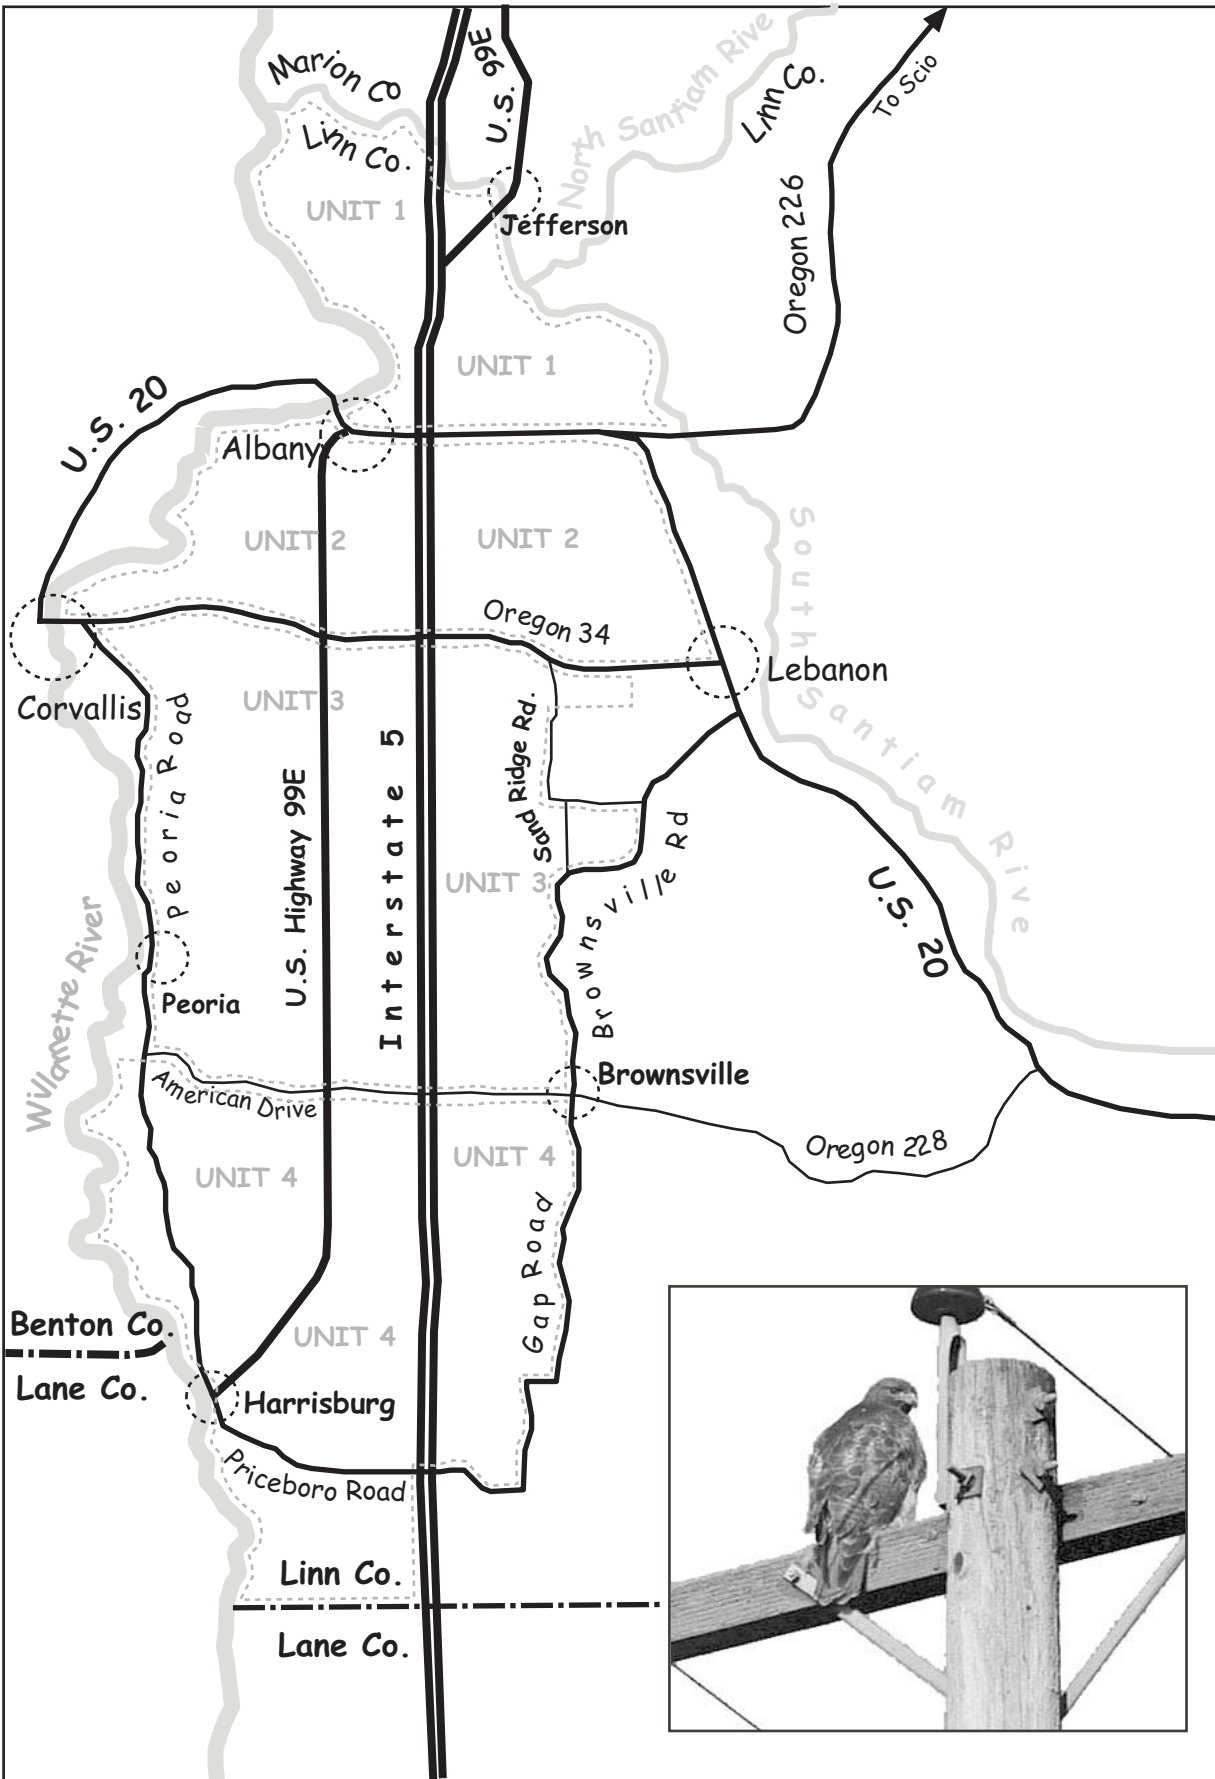 U.S. 99E
Marion Co
Linn Co.
North Santiam Rive
Linn Co.
To Scio
UNIT 1
Jefferson
Oregon 226
UNIT 1
U.S. 20
Albany
UNIT 2
UNIT 2
South Santiam River
Oregon 34
Lebanon
Corvallis
UNIT 3
Peoria Road
Sand Ridge Rd.
Interstate 5
U.S. Highway 99E
Brownsville Rd
UNIT 3
U.S. 20
Willamette River
Peoria
Brownsville
American Drive
Oregon 228
UNIT 4
UNIT 4
Gap Road
Benton Co.
UNIT 4
Lane Co.
Harrisburg
Priceboro Road
Linn Co.
Lane Co.